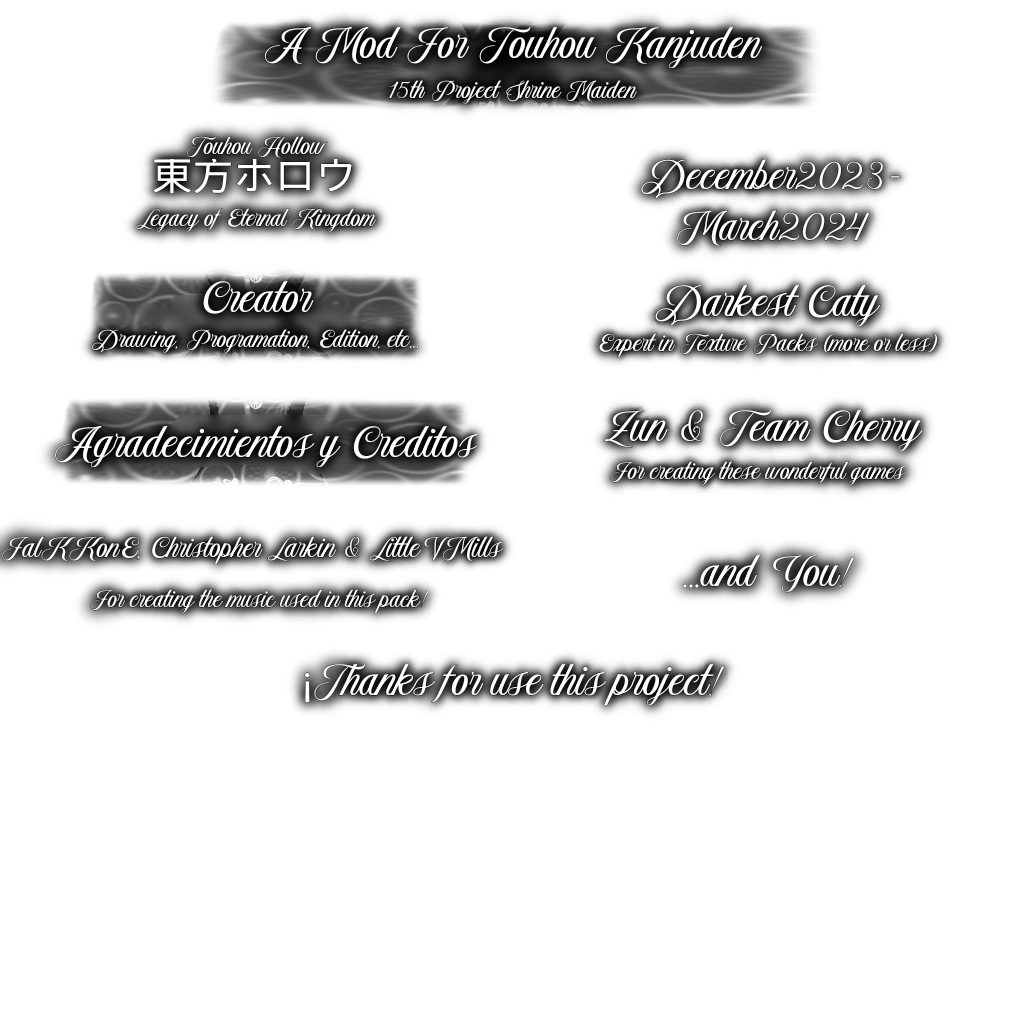 A Mod For Touhou Kanjuden
15th Project Shrine Maiden
Touhou Hollow
東方ホロウ
Legacy of Eternal Kingdom
December2023-
March2024
Creator
Drawing, Programation, Edition, etc...
Darkest Caty
Expert in Texture Packs (more or less)
Agradecimientos y Creditos
Zun & Team Cherry
For creating these wonderful games
FalKKonE, Christopher Larkin & Little V Mills
For creating the music used in this pack!
...and You!
¡Thanks for use this project!